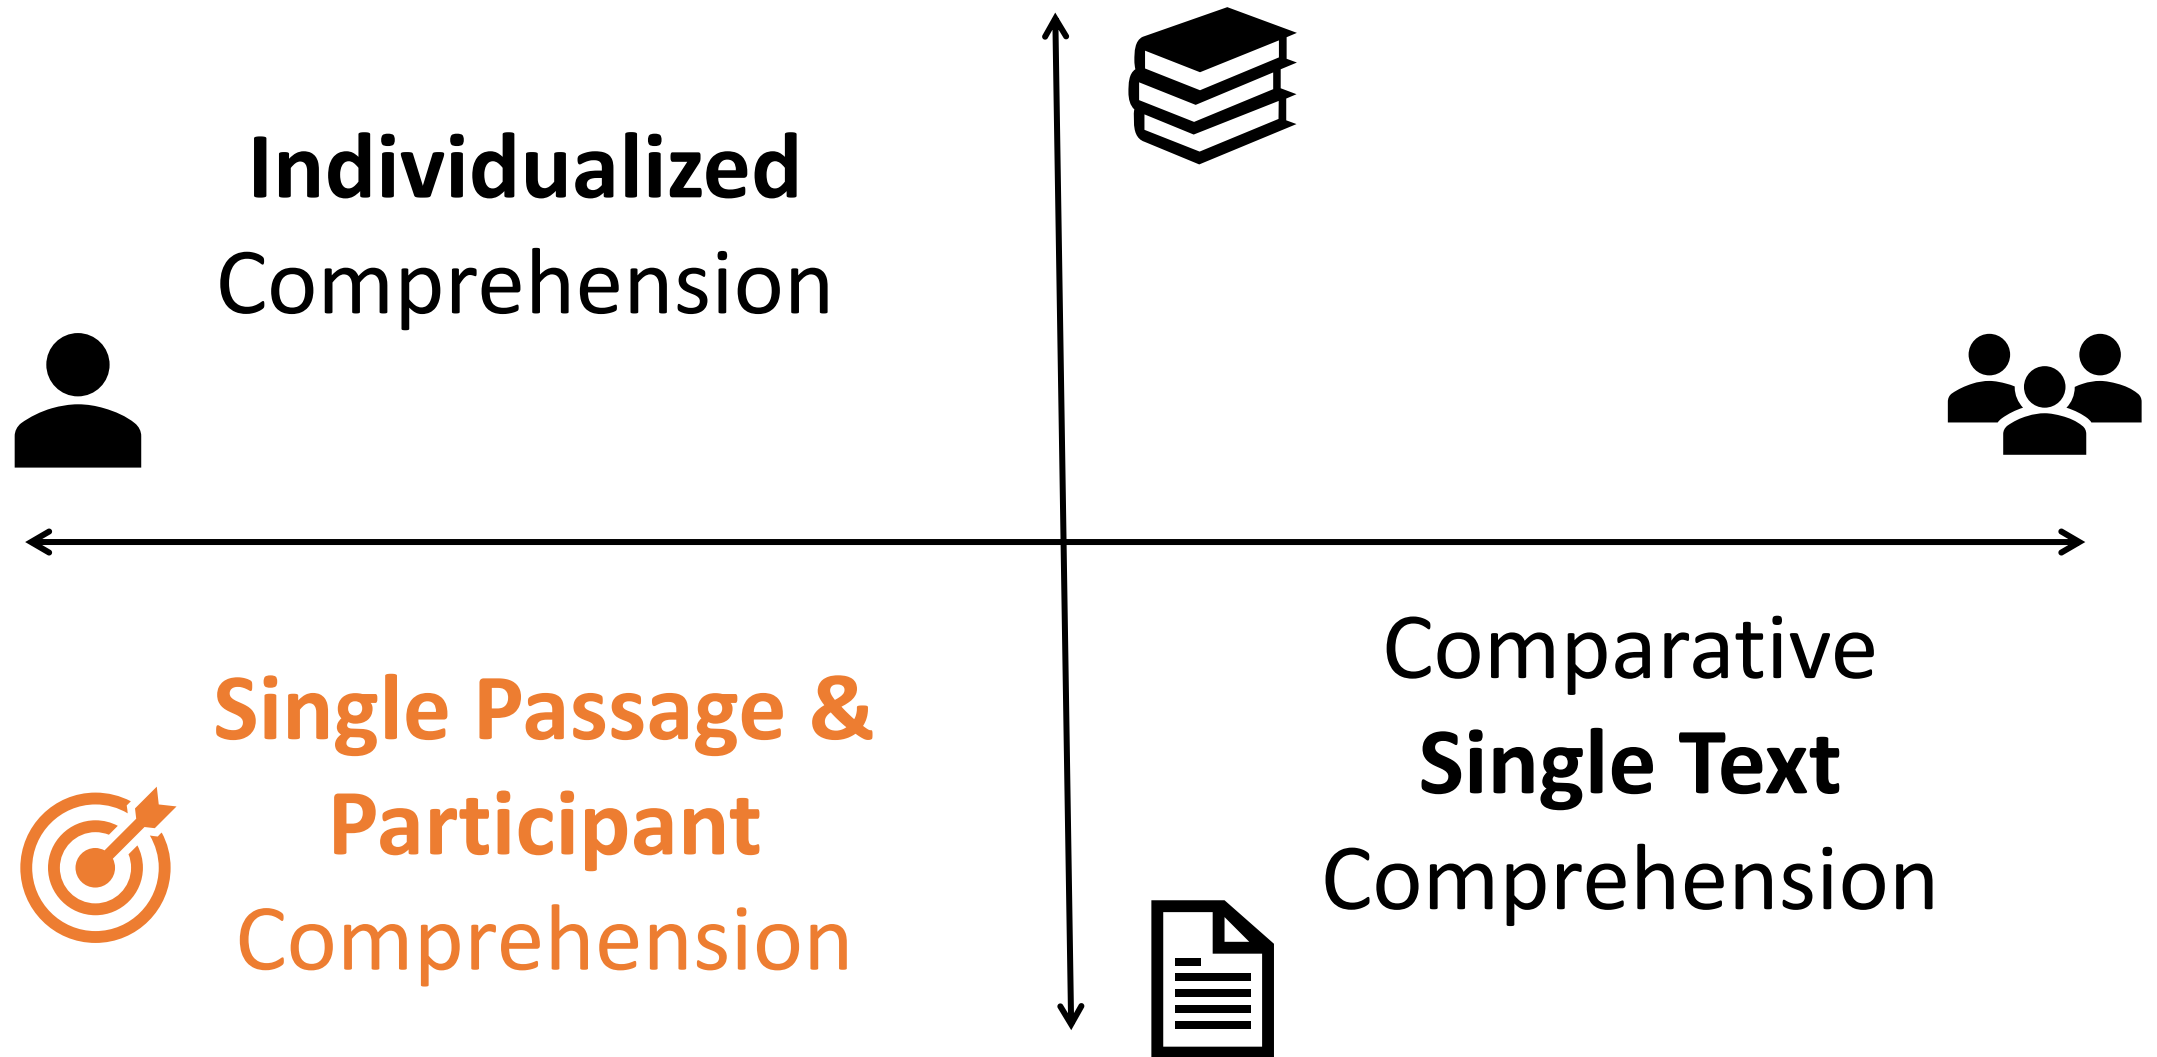 Individualized
Comprehension
Single Passage &
Participant
Comprehension
Comparative
Single Text
Comprehension